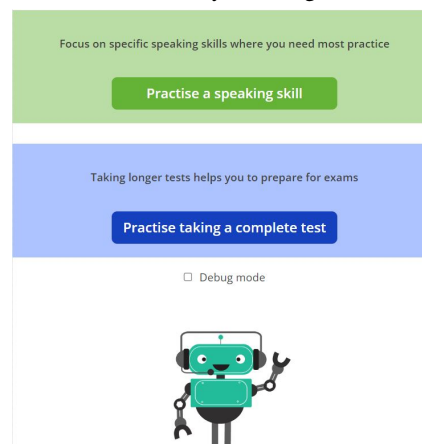 Focus on specific speaking skills where you need most practice
Practise a speaking skill
Taking longer tests helps you to prepare for exams
Practise taking a complete test
Debug mode